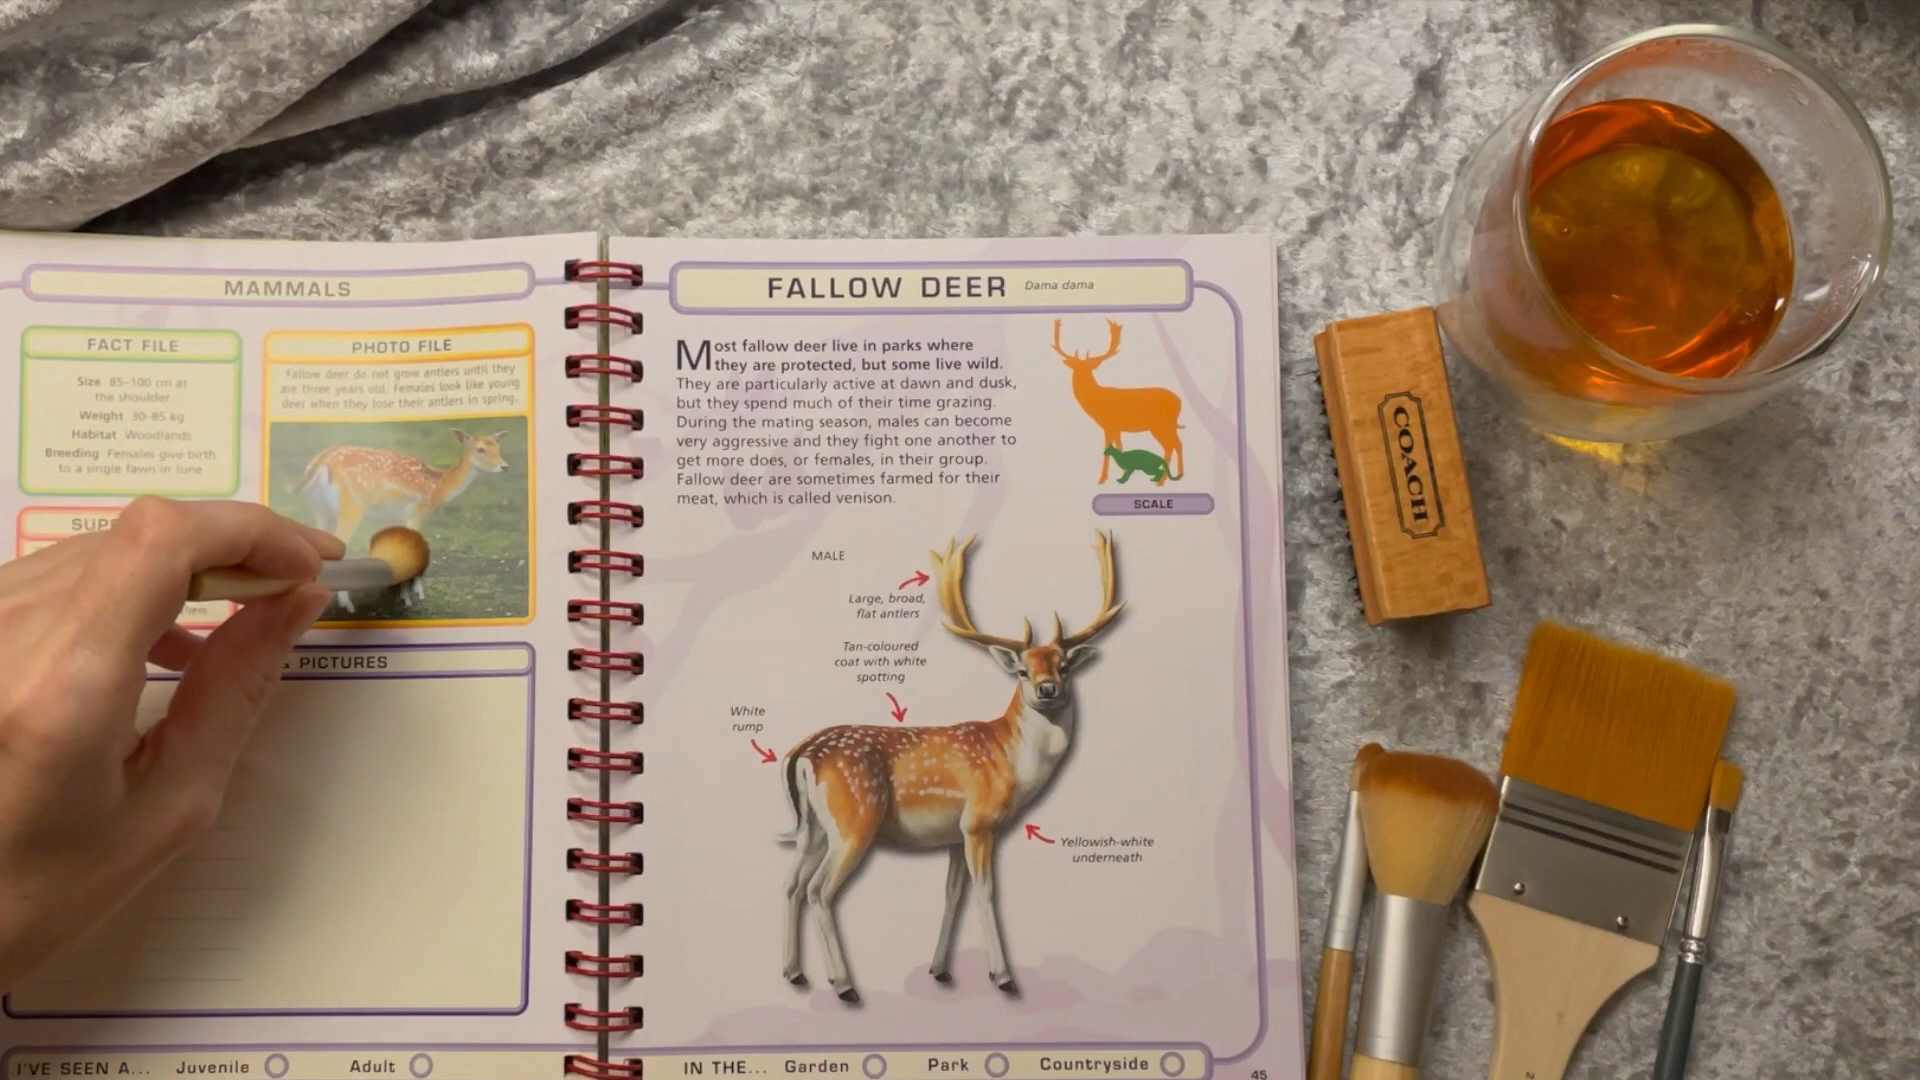 MAMMALS
FACT FILE
Size 85–100 cm at
the shoulder
Weight 30–85 kg
Habitat Woodlands
Breeding Females give birth
to a single fawn in June
PHOTO FILE
Fallow deer do not grow antlers until they
are three years old. Females look like young
deer when they lose their antlers in spring.
& PICTURES
I'VE SEEN A... Juvenile Adult
FALLOW DEER Dama dama
Most fallow deer live in parks where
they are protected, but some live wild.
They are particularly active at dawn and dusk,
but they spend much of their time grazing.
During the mating season, males can become
very aggressive and they fight one another to
get more does, or females, in their group.
Fallow deer are sometimes farmed for their
meat, which is called venison.
SCALE
MALE
Large, broad,
flat antlers
Tan-coloured
coat with white
spotting
White
rump
Yellowish-white
underneath
IN THE... Garden Park Countryside
45
COACH